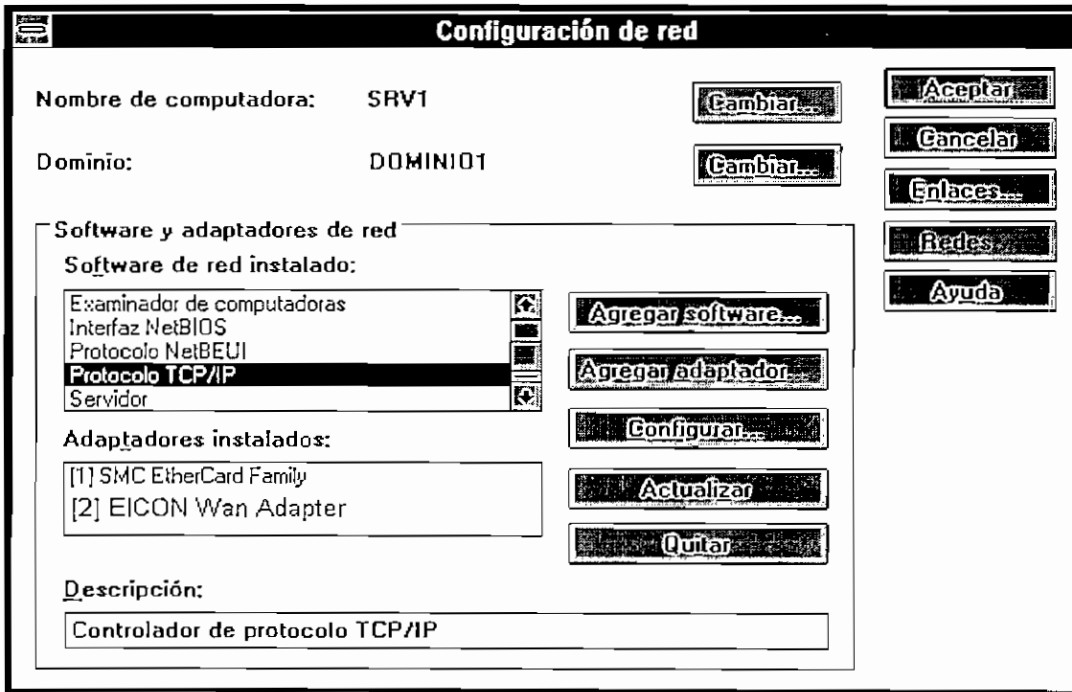 Configuración de red
Nombre de computadora: SRV1 Cambiar...
Dominio: DOMINIO1 Cambiar...
Aceptar
Cancelar
Enlaces...
Redes...
Ayuda
Software y adaptadores de red
Software de red instalado:
Examinador de computadoras
Interfaz NetBIOS
Protocolo NetBEUI
Protocolo TCP/IP
Servidor
Agregar software...
Agregar adaptador...
Configurar...
Actualizar
Quitar
Adaptadores instalados:
[1] SMC EtherCard Family
[2] EICON Wan Adapter
Descripción:
Controlador de protocolo TCP/IP